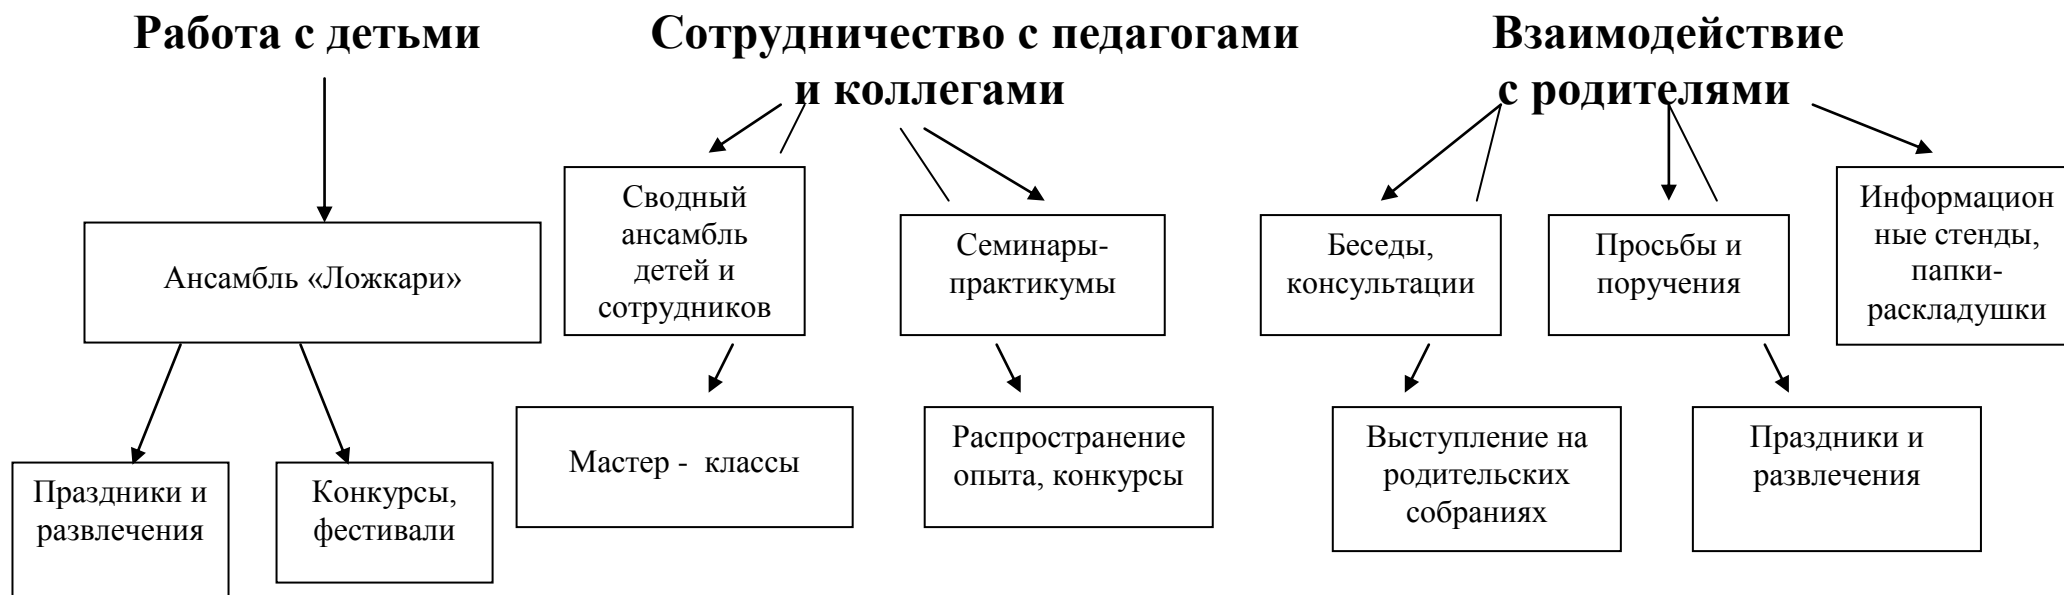 Работа с детьми
Сотрудничество с педагогами
и коллегами
Взаимодействие
с родителями
Ансамбль «Ложкари»
Праздники и
развлечения
Конкурсы,
фестивали
Сводный
ансамбль
детей и
сотрудников
Семинары-
практикумы
Мастер - классы
Распространение
опыта, конкурсы
Беседы,
консультации
Просьбы и
поручения
Информацион
ные стенды,
папки-
раскладушки
Выступление на
родительских
собраниях
Праздники и
развлечения